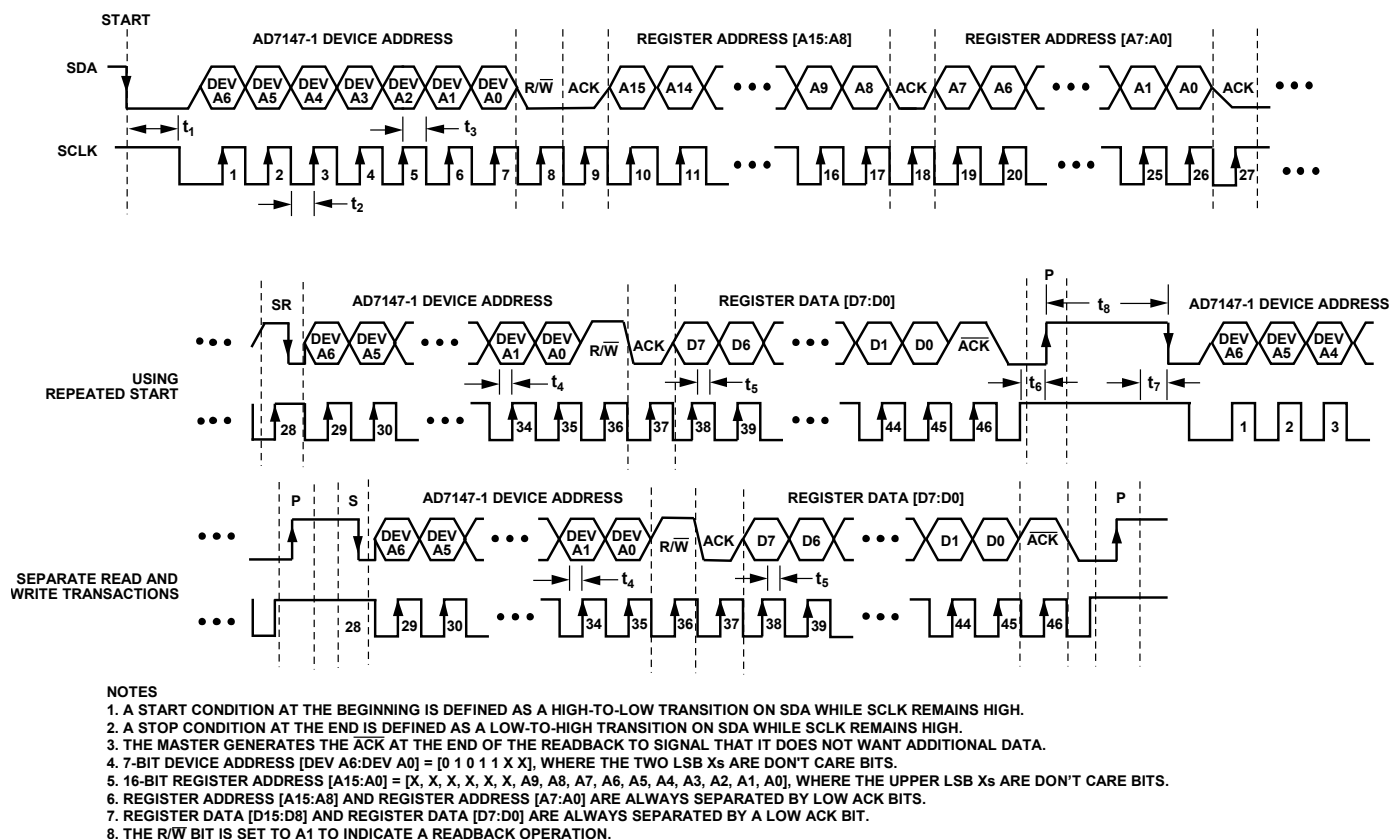 START
AD7147-1 DEVICE ADDRESS REGISTER ADDRESS [A15:A8] REGISTER ADDRESS [A7:A0]
SDA DEV A6 DEV A5 DEV A4 DEV A3 DEV A2 DEV A1 DEV A0 R/W̅ ACK A15 A14 • • • A9 A8 ACK A7 A6 • • • A1 A0 ACK • • •
t1 t3
SCLK 1 2 3 4 5 6 7 8 9 10 11 • • • 16 17 18 19 20 • • • 25 26 27 • • •
t2
P
SR AD7147-1 DEVICE ADDRESS REGISTER DATA [D7:D0] t8 AD7147-1 DEVICE ADDRESS
• • • DEV A6 DEV A5 • • • DEV A1 DEV A0 R/W̅ ACK D7 D6 • • • D1 D0 A̅C̅K̅ DEV A6 DEV A5 DEV A4
t4 t5 t6 t7
USING
REPEATED START
• • • 28 29 30 • • • 34 35 36 37 38 39 • • • 44 45 46 1 2 3
P S AD7147-1 DEVICE ADDRESS REGISTER DATA [D7:D0] P
• • • DEV A6 DEV A5 • • • DEV A1 DEV A0 R/W̅ ACK D7 D6 • • • D1 D0 A̅C̅K̅
t4 t5
SEPARATE READ AND
WRITE TRANSACTIONS
• • • 28 29 30 • • • 34 35 36 37 38 39 • • • 44 45 46
NOTES
1. A START CONDITION AT THE BEGINNING IS DEFINED AS A HIGH-TO-LOW TRANSITION ON SDA WHILE SCLK REMAINS HIGH.
2. A STOP CONDITION AT THE END IS DEFINED AS A LOW-TO-HIGH TRANSITION ON SDA WHILE SCLK REMAINS HIGH.
3. THE MASTER GENERATES THE A̅C̅K̅ AT THE END OF THE READBACK TO SIGNAL THAT IT DOES NOT WANT ADDITIONAL DATA.
4. 7-BIT DEVICE ADDRESS [DEV A6:DEV A0] = [0 1 0 1 1 X X], WHERE THE TWO LSB Xs ARE DON'T CARE BITS.
5. 16-BIT REGISTER ADDRESS [A15:A0] = [X, X, X, X, X, X, A9, A8, A7, A6, A5, A4, A3, A2, A1, A0], WHERE THE UPPER LSB Xs ARE DON'T CARE BITS.
6. REGISTER ADDRESS [A15:A8] AND REGISTER ADDRESS [A7:A0] ARE ALWAYS SEPARATED BY LOW ACK BITS.
7. REGISTER DATA [D15:D8] AND REGISTER DATA [D7:D0] ARE ALWAYS SEPARATED BY A LOW ACK BIT.
8. THE R/W̅ BIT IS SET TO A1 TO INDICATE A READBACK OPERATION.